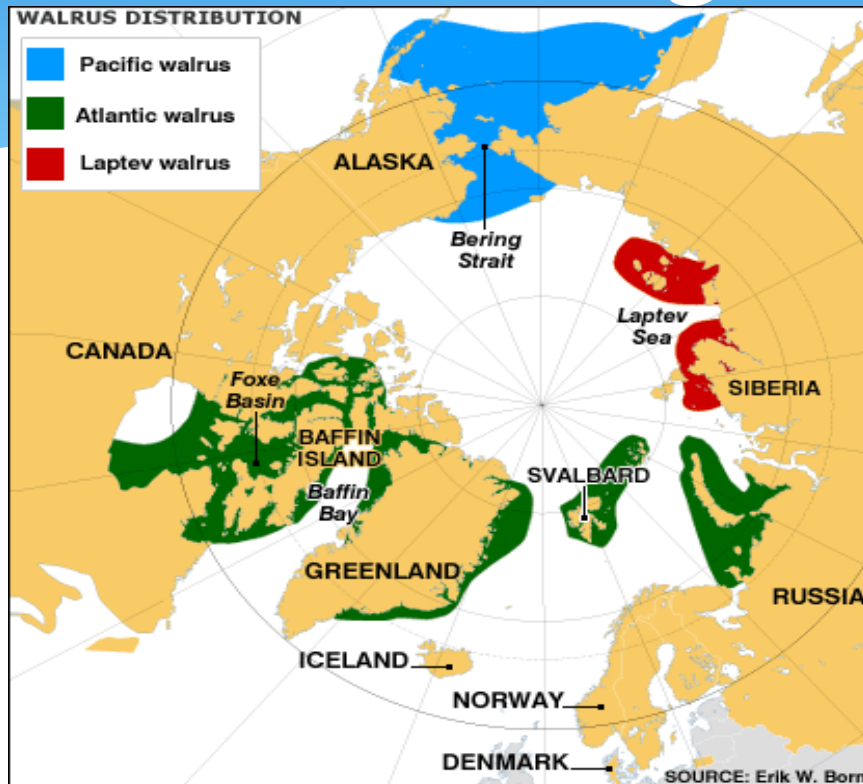 WALRUS DISTRIBUTION
Pacific walrus
Atlantic walrus
Laptev walrus
ALASKA
Bering
Strait
Laptev
Sea
CANADA
Foxe
Basin
SIBERIA
BAFFIN
ISLAND
SVALBARD
Baffin
Bay
GREENLAND
RUSSIA
ICELAND
NORWAY
DENMARK
SOURCE: Erik W. Born